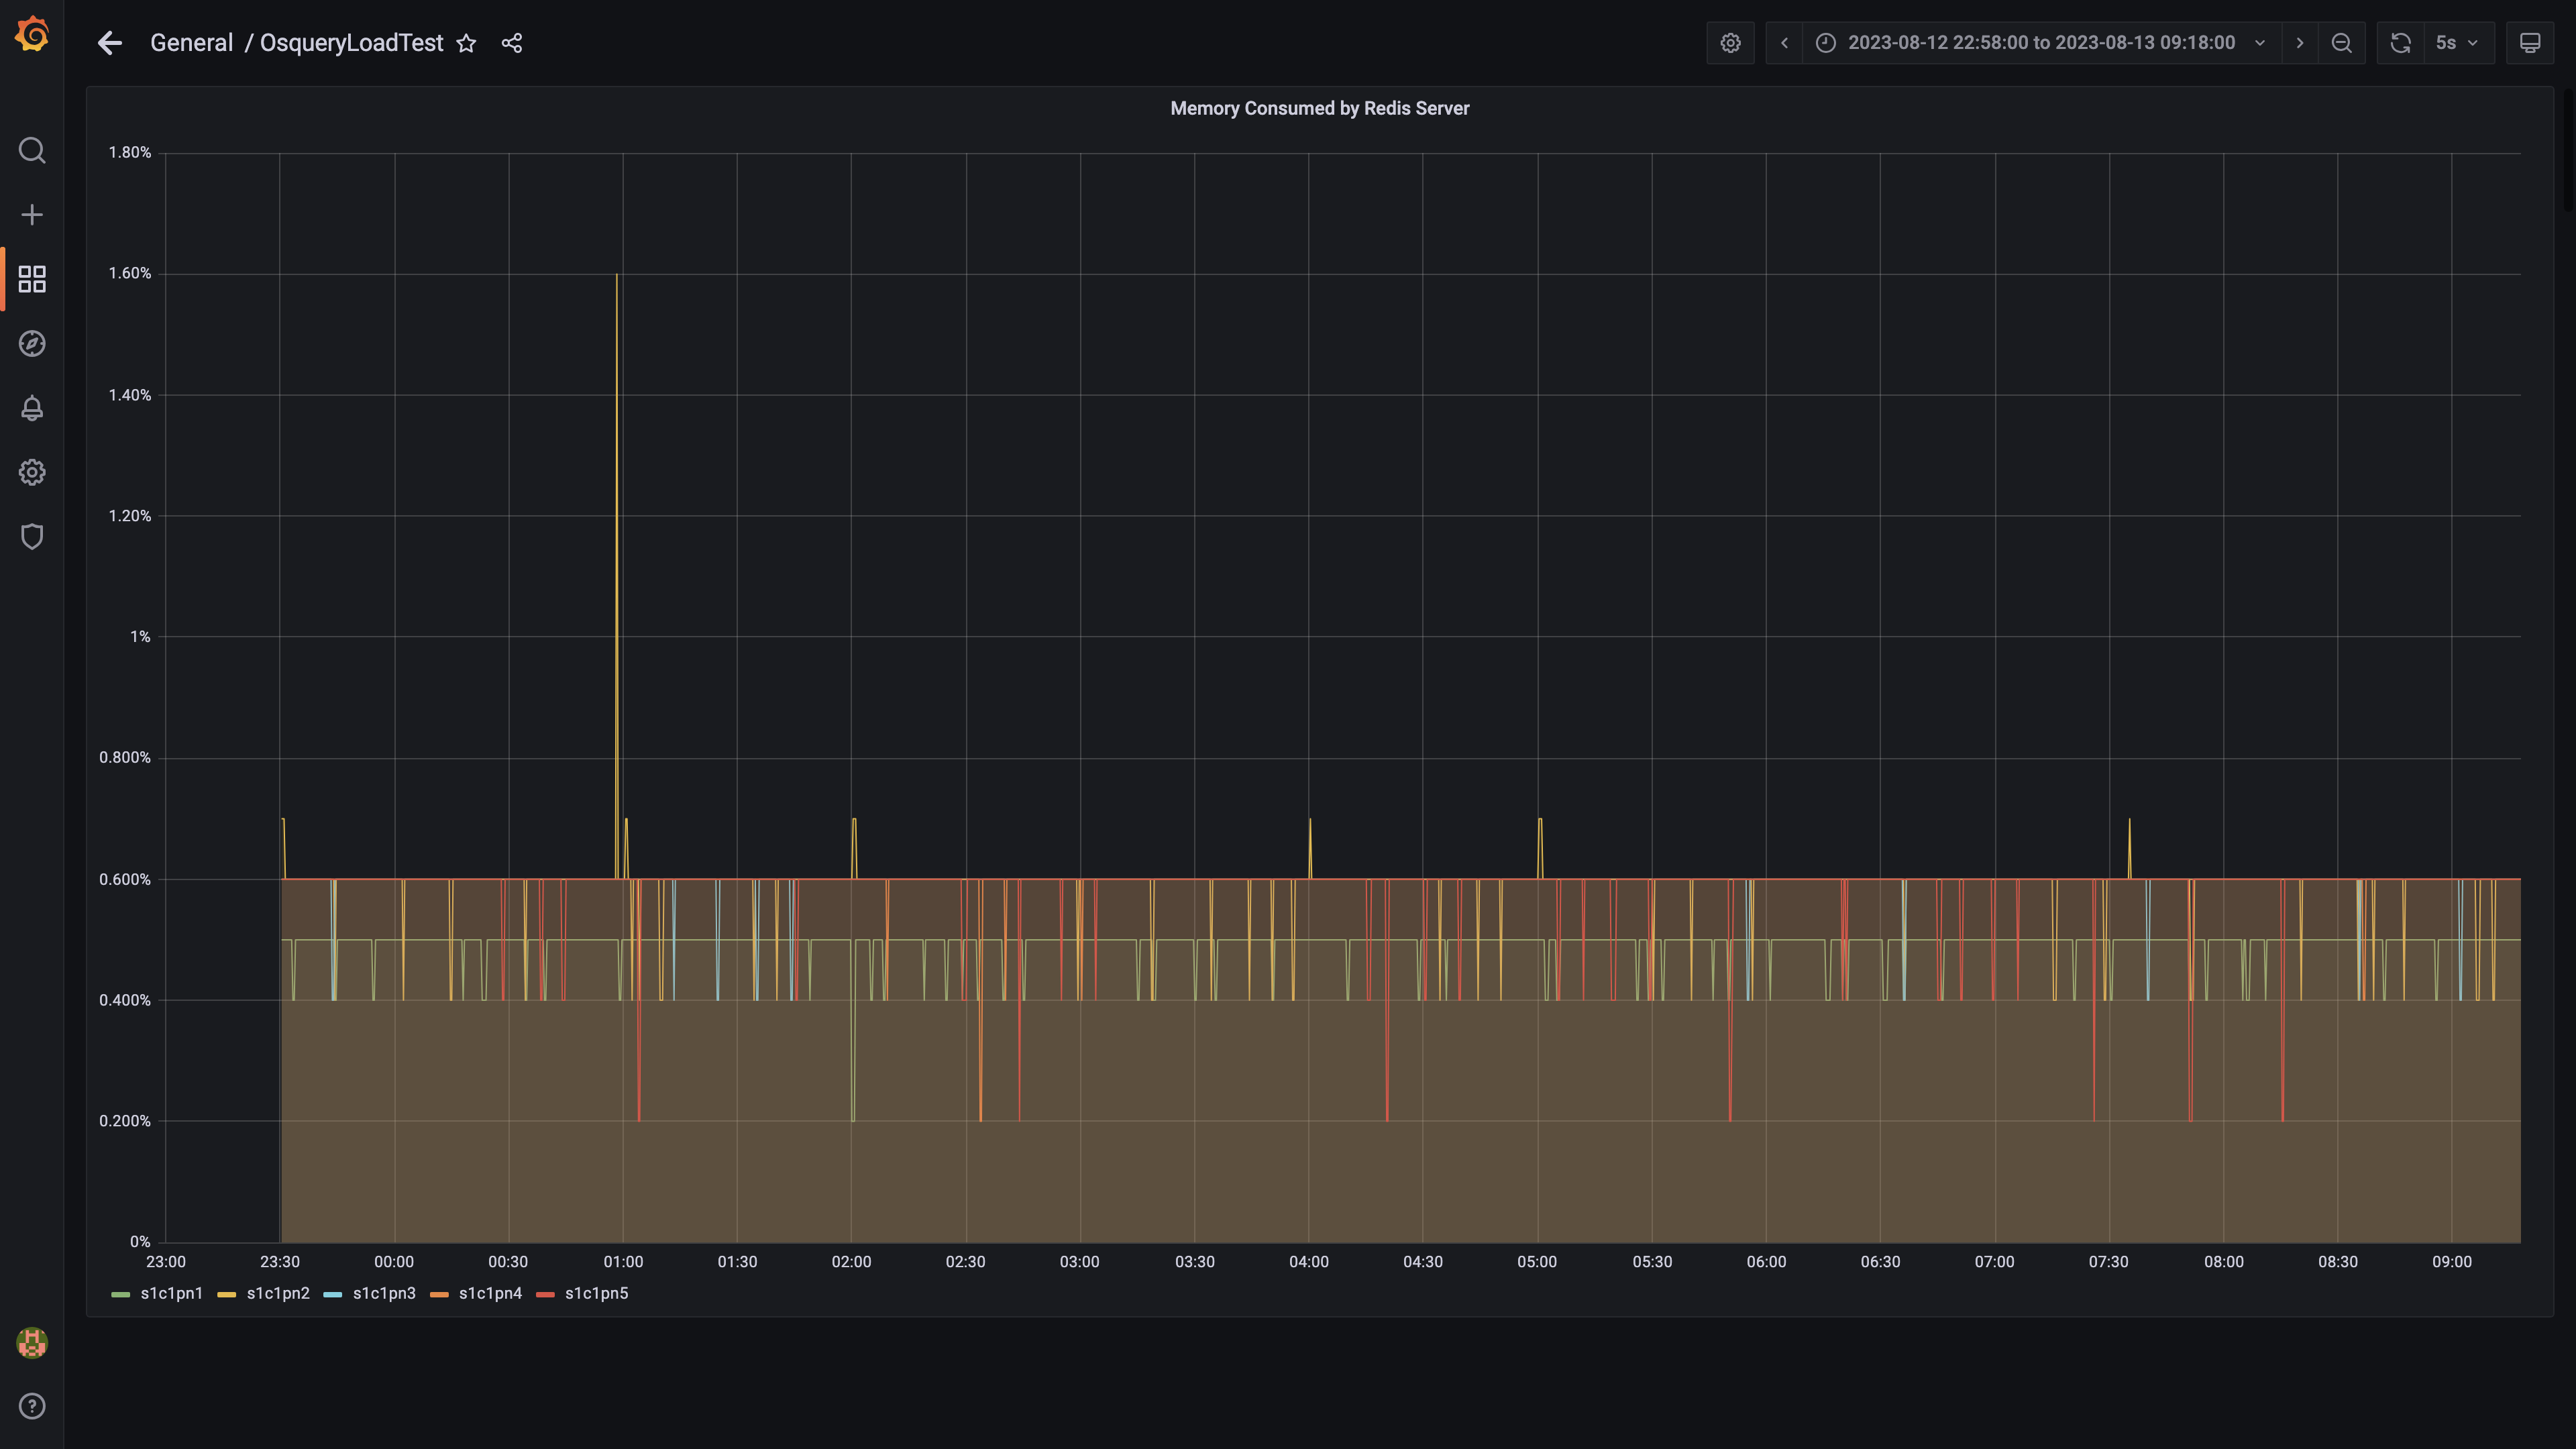 General / OsqueryLoadTest
2023-08-12 22:58:00 to 2023-08-13 09:18:00
5s
Memory Consumed by Redis Server
1.80%
1.60%
1.40%
1.20%
1%
0.800%
0.600%
0.400%
0.200%
0%
23:00 23:30 00:00 00:30 01:00 01:30 02:00 02:30 03:00 03:30 04:00 04:30 05:00 05:30 06:00 06:30 07:00 07:30 08:00 08:30 09:00
s1c1pn1 s1c1pn2 s1c1pn3 s1c1pn4 s1c1pn5